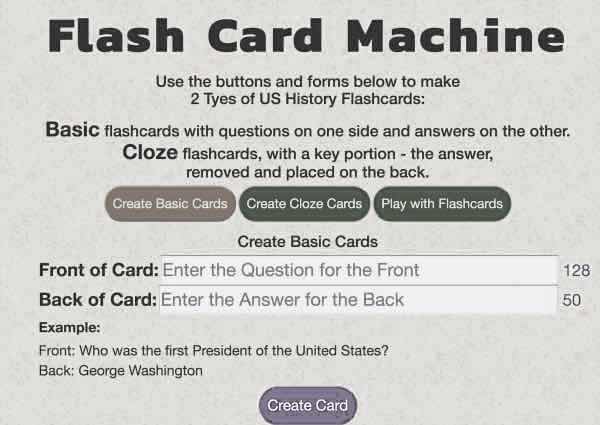 Flash Card Machine
Use the buttons and forms below to make
2 Tyes of US History Flashcards:
Basic flashcards with questions on one side and answers on the other.
Cloze flashcards, with a key portion - the answer,
removed and placed on the back.
Create Basic Cards Create Cloze Cards Play with Flashcards
Create Basic Cards
Front of Card: Enter the Question for the Front 128
Back of Card: Enter the Answer for the Back 50
Example:
Front: Who was the first President of the United States?
Back: George Washington
Create Card